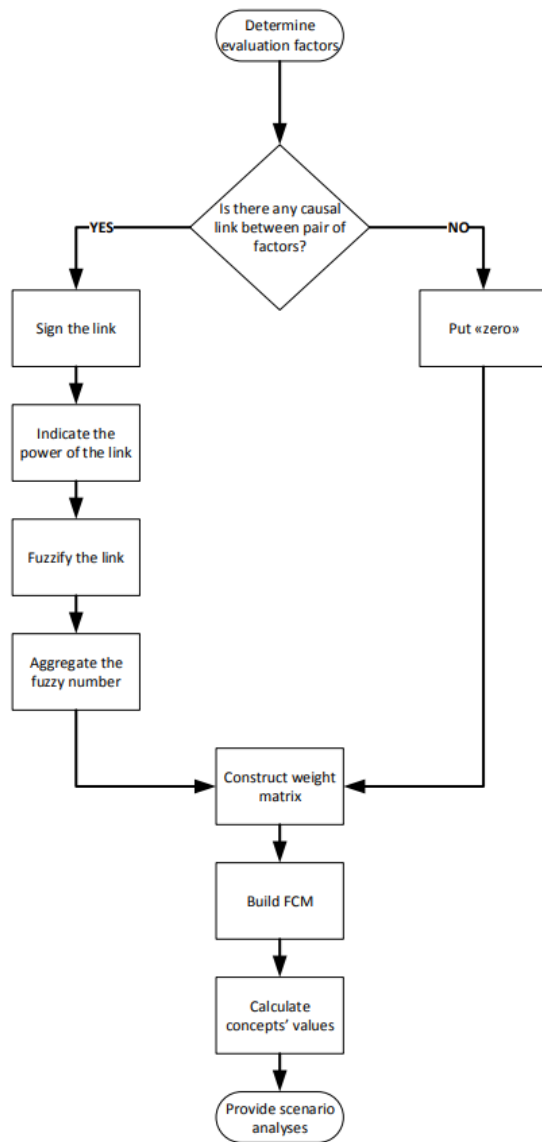 Determine
evaluation factors
Is there any causal
link between pair of
factors?
YES
NO
Sign the link
Put «zero»
Indicate the
power of the link
Fuzzify the link
Aggregate the
fuzzy number
Construct weight
matrix
Build FCM
Calculate
concepts’ values
Provide scenario
analyses